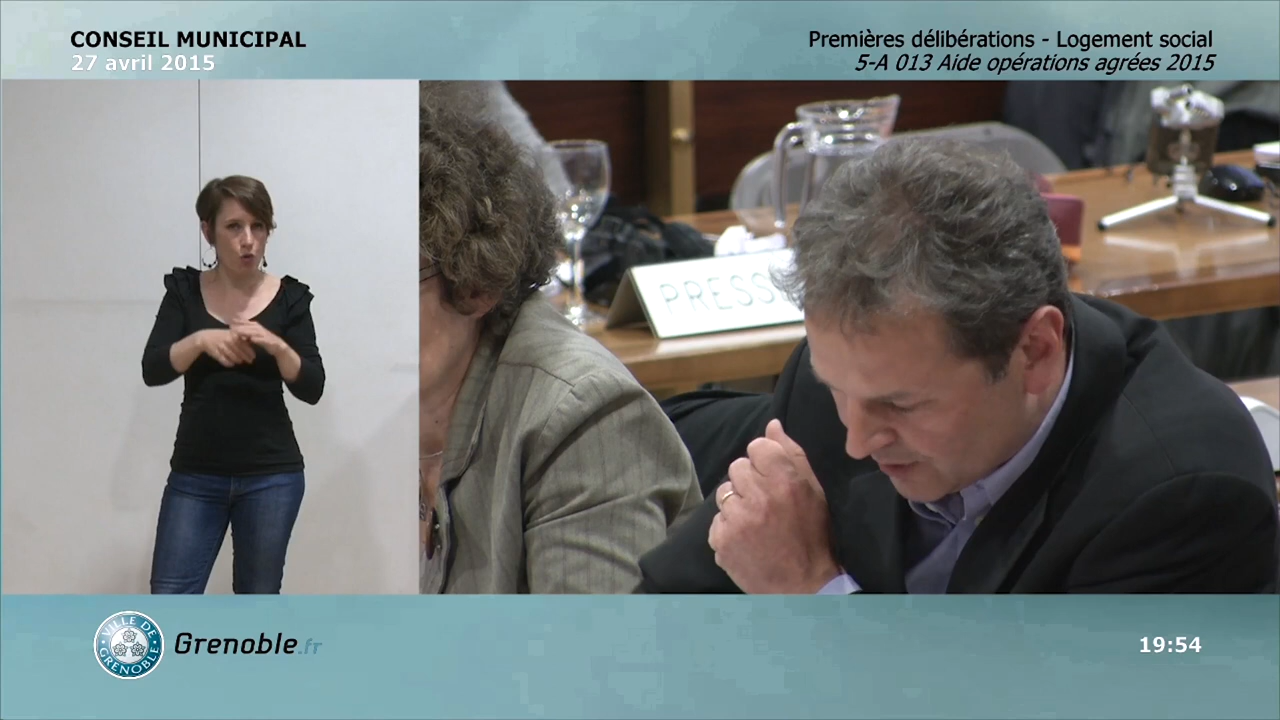 CONSEIL MUNICIPAL
27 avril 2015
Premières délibérations - Logement social
5-A 013 Aide opérations agrées 2015
PRESSE
VILLE DE GRENOBLE
Grenoble.fr
19:54